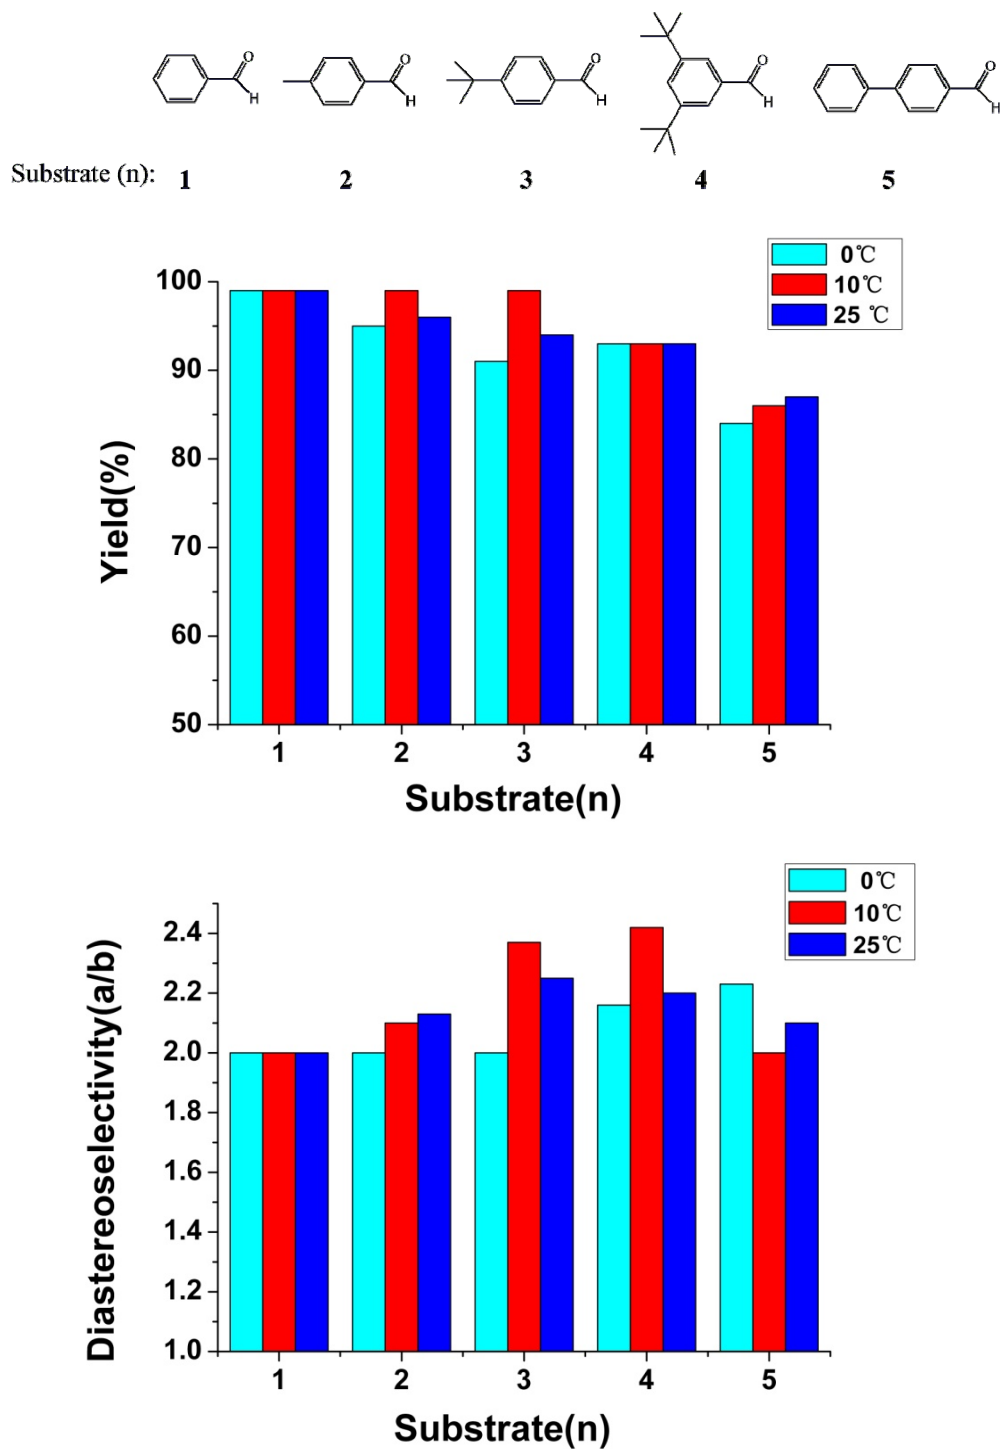 O H O H O H O H O H
Substrate (n): 1 2 3 4 5
0℃
10℃
25 ℃
100
90
80
70
60
50
Yield(%)
1 2 3 4 5
Substrate(n)
0℃
10℃
25℃
2.4
2.2
2.0
1.8
1.6
1.4
1.2
1.0
Diastereoselectivity(a/b)
1 2 3 4 5
Substrate(n)